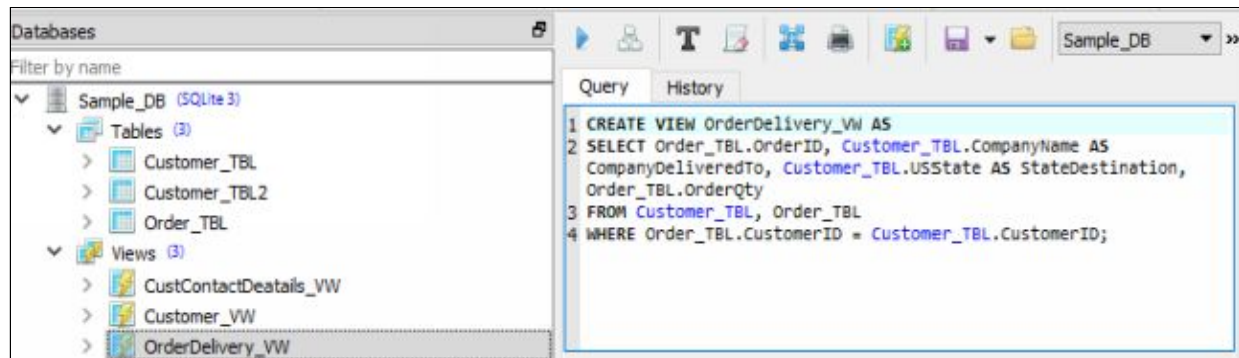 Databases
Filter by name
Sample_DB (SQLite 3)
Tables (3)
Customer_TBL
Customer_TBL2
Order_TBL
Views (3)
CustContactDeatails_VW
Customer_VW
OrderDelivery_VW
T
Sample_DB
Query History
1 CREATE VIEW OrderDelivery_VW AS
2 SELECT Order_TBL.OrderID, Customer_TBL.CompanyName AS
CompanyDeliveredTo, Customer_TBL.USState AS StateDestination,
Order_TBL.OrderQty
3 FROM Customer_TBL, Order_TBL
4 WHERE Order_TBL.CustomerID = Customer_TBL.CustomerID;